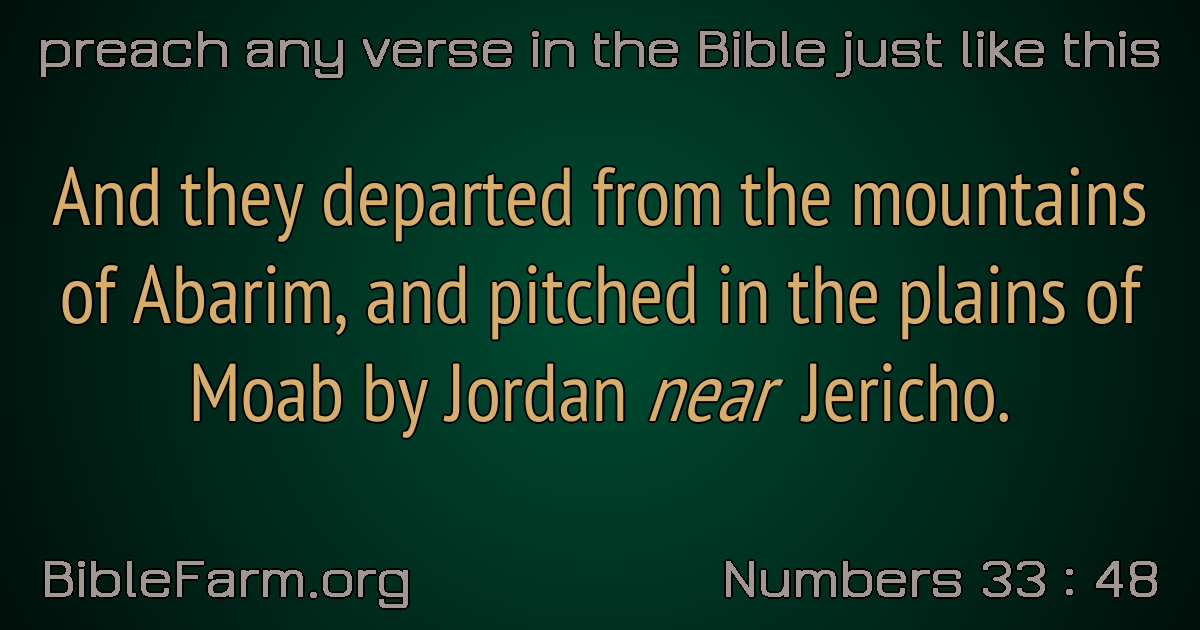 preach any verse in the Bible just like this
And they departed from the mountains
of Abarim, and pitched in the plains of
Moab by Jordan near Jericho.
BibleFarm.org
Numbers 33 : 48